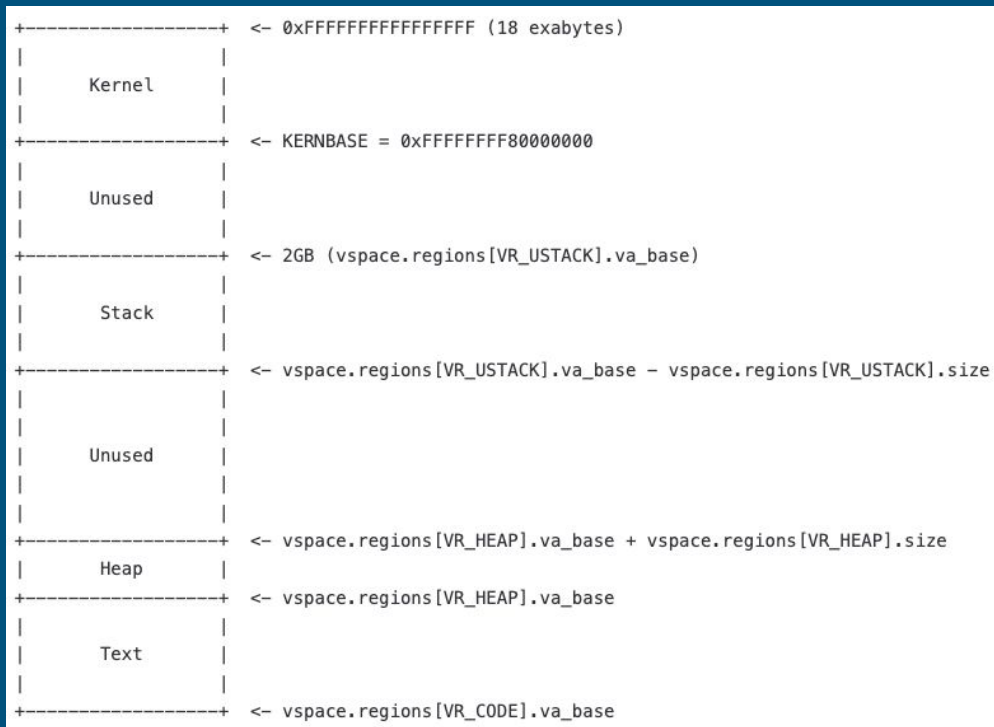 +------------------+ <- 0xFFFFFFFFFFFFFFFF (18 exabytes)
|                  |
|      Kernel      |
|                  |
+------------------+ <- KERNBASE = 0xFFFFFFFF80000000
|                  |
|      Unused      |
|                  |
+------------------+ <- 2GB (vspace.regions[VR_USTACK].va_base)
|                  |
|       Stack      |
|                  |
+------------------+ <- vspace.regions[VR_USTACK].va_base - vspace.regions[VR_USTACK].size
|                  |
|                  |
|      Unused      |
|                  |
|                  |
+------------------+ <- vspace.regions[VR_HEAP].va_base + vspace.regions[VR_HEAP].size
|       Heap       |
+------------------+ <- vspace.regions[VR_HEAP].va_base
|                  |
|       Text       |
|                  |
+------------------+ <- vspace.regions[VR_CODE].va_base